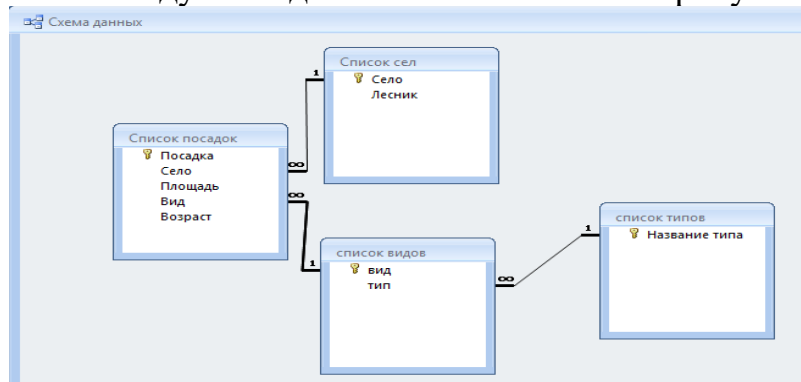 Схема данных
Список сел
Село
Лесник
1
Список посадок
Посадка
Село
Площадь
Вид
Возраст
∞
∞
список видов
вид
тип
1
∞
список типов
Название типа
1